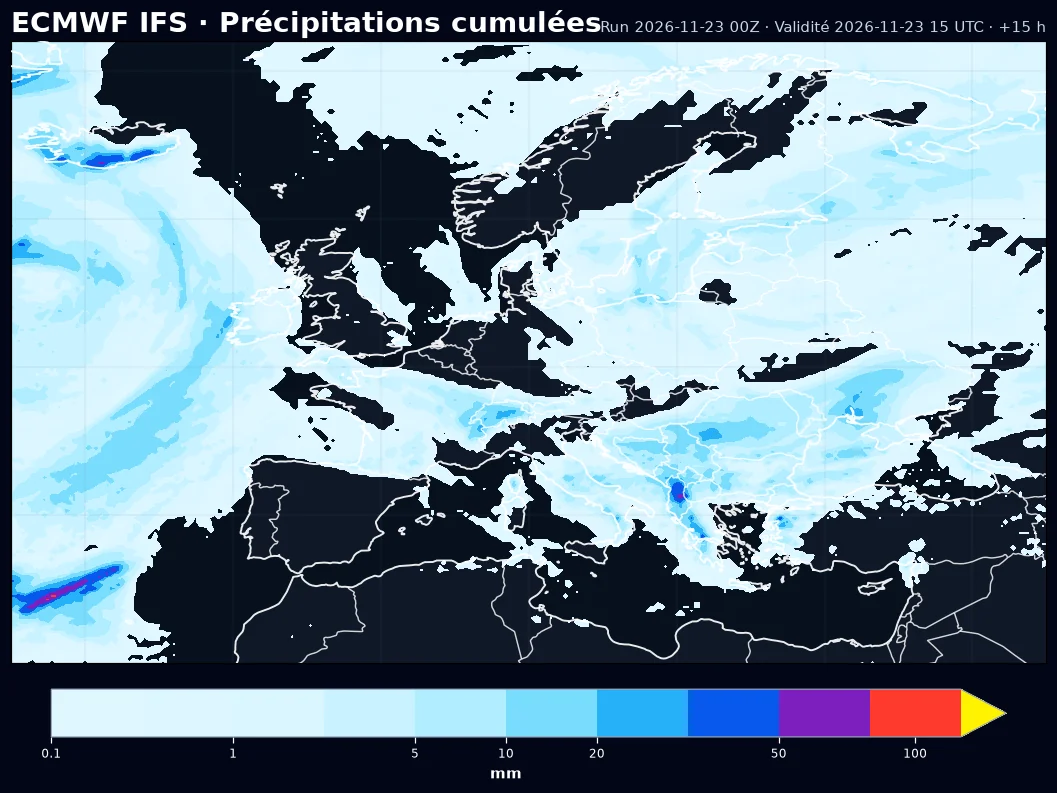 ECMWF IFS · Précipitations cumulées
Run 2026-11-23 00Z · Validité 2026-11-23 15 UTC · +15 h
0.1 1 5 10 20 50 100
mm